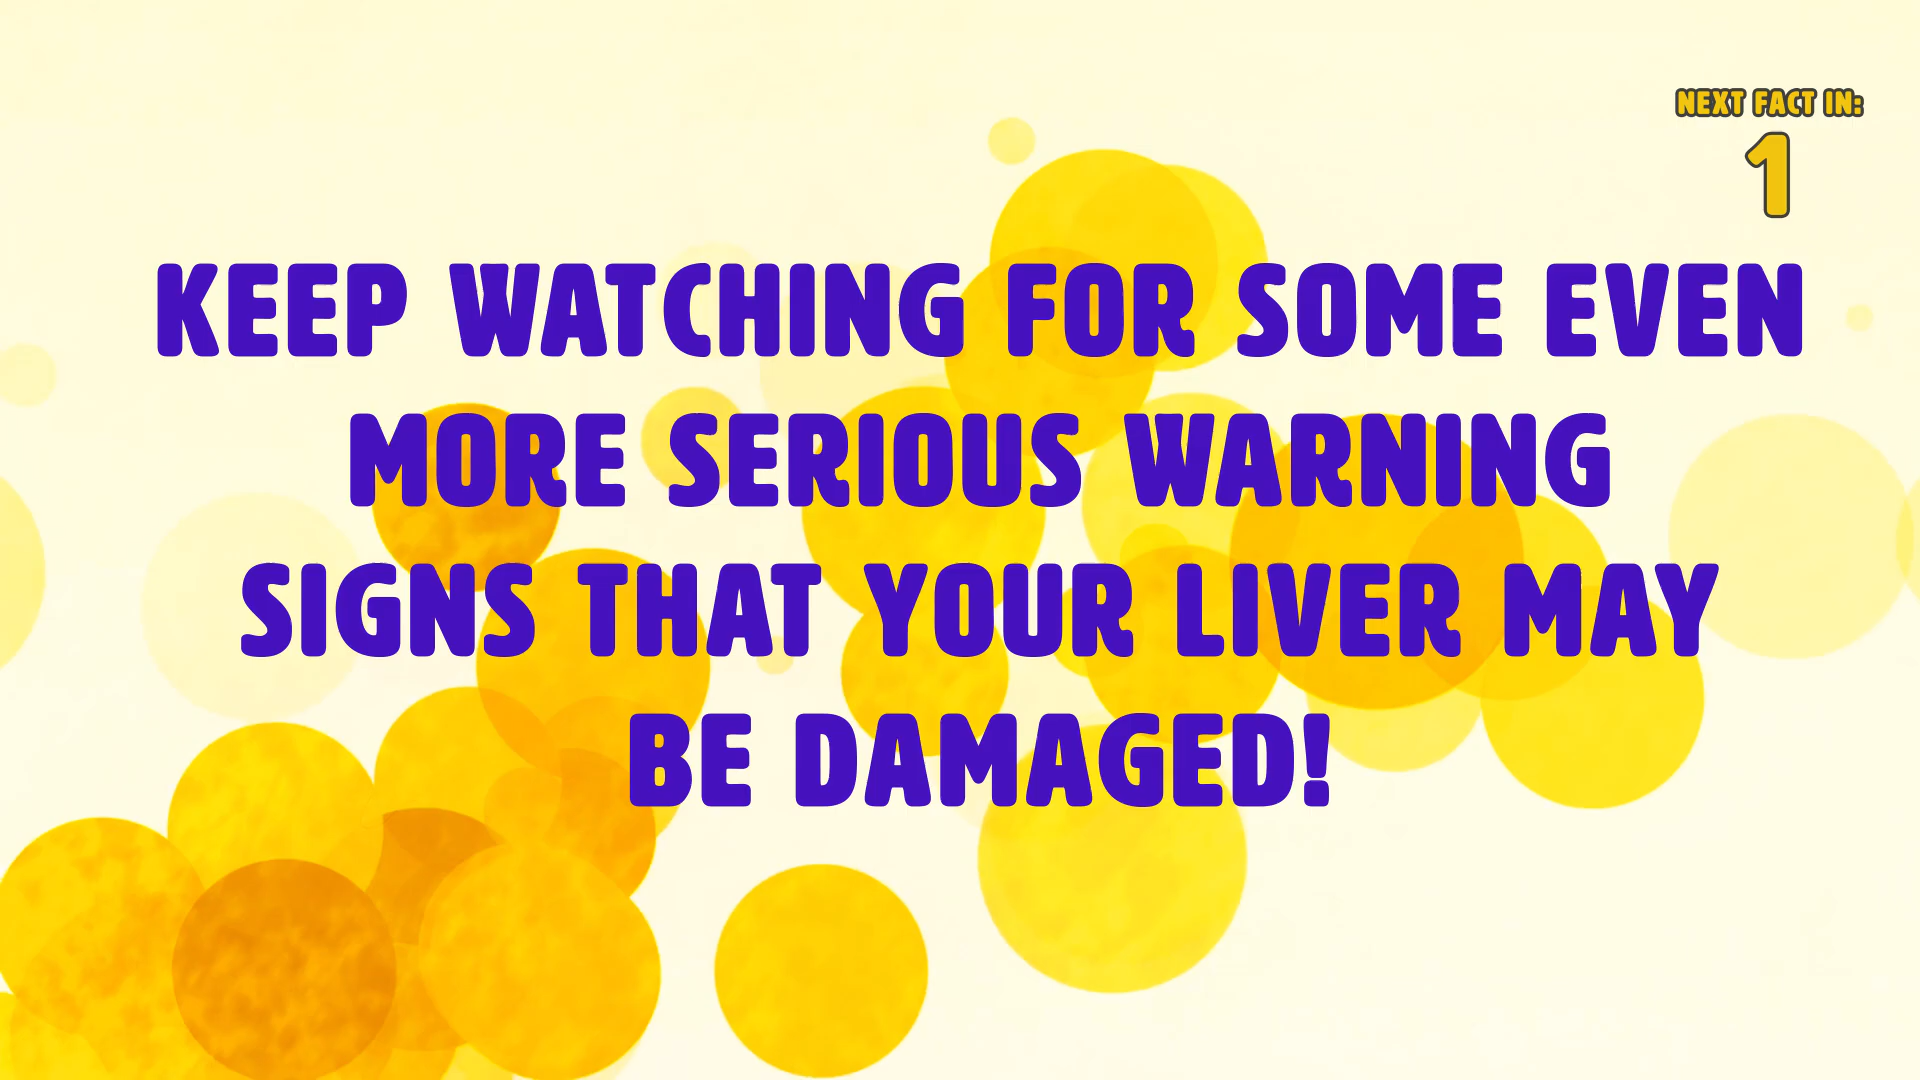 NEXT FACT IN:
1
KEEP WATCHING FOR SOME EVEN
MORE SERIOUS WARNING
SIGNS THAT YOUR LIVER MAY
BE DAMAGED!